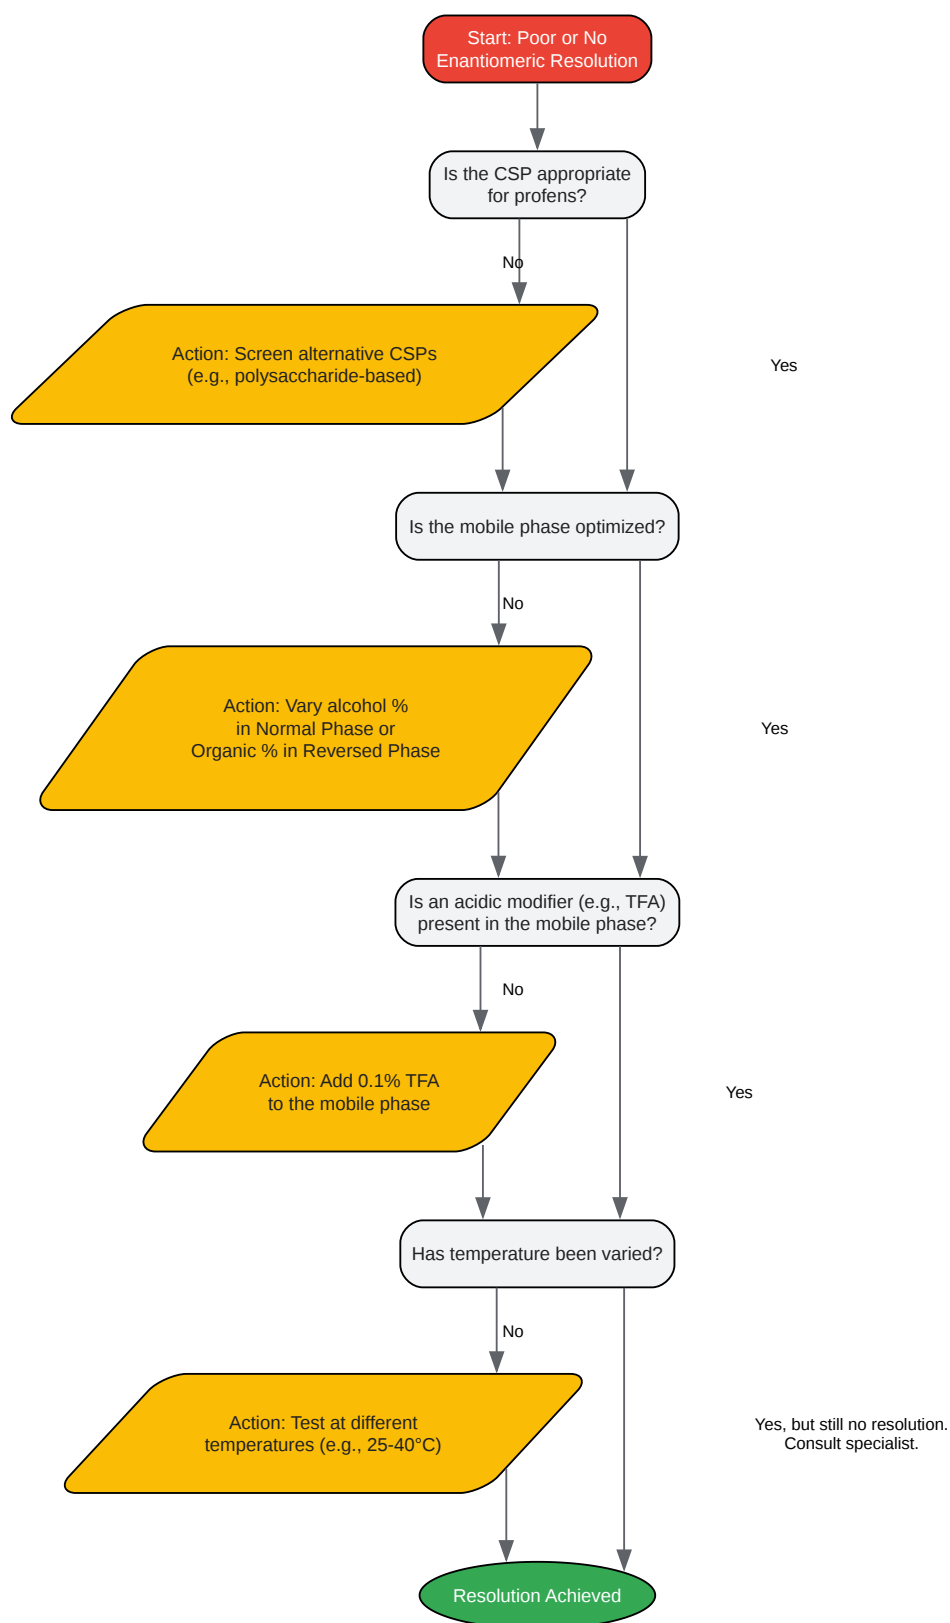 Start: Poor or No
Enantiomeric Resolution
Is the CSP appropriate
for profens?
No
Action: Screen alternative CSPs
(e.g., polysaccharide-based)
Yes
Is the mobile phase optimized?
No
Action: Vary alcohol %
in Normal Phase or
Organic % in Reversed Phase
Yes
Is an acidic modifier (e.g., TFA)
present in the mobile phase?
No
Action: Add 0.1% TFA
to the mobile phase
Yes
Has temperature been varied?
No
Action: Test at different
temperatures (e.g., 25-40°C)
Yes, but still no resolution.
Consult specialist.
Resolution Achieved